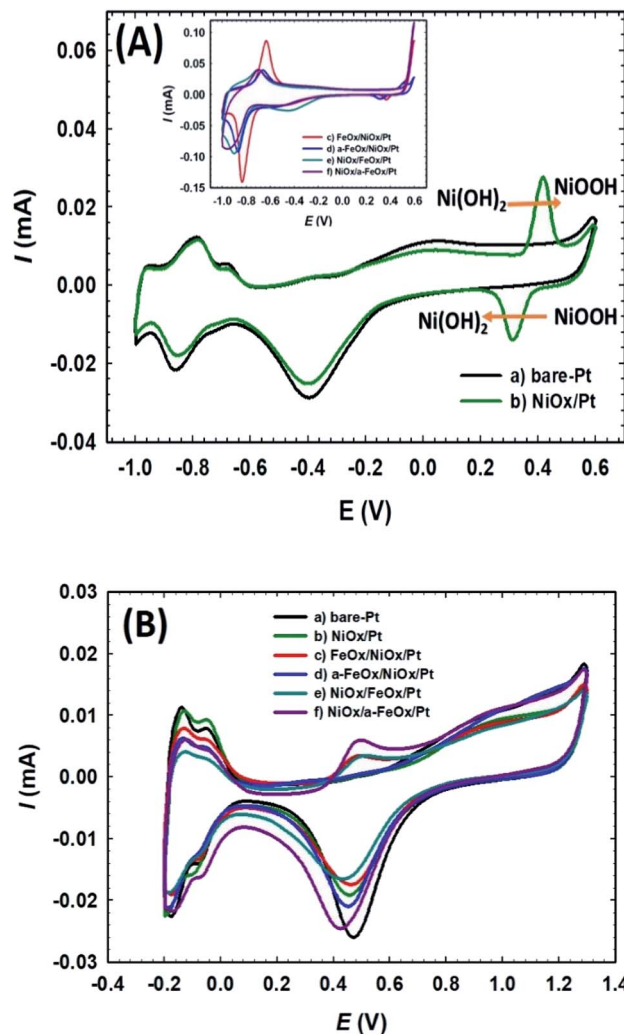 (A)
0.06
0.04
0.02
0.00
-0.02
-0.04
I (mA)
0.10
0.05
0.00
-0.05
-0.10
-0.15
I (mA)
c) FeOx/NiOx/Pt
d) a-FeOx/NiOx/Pt
e) NiOx/FeOx/Pt
f) NiOx/a-FeOx/Pt
-1.0 -0.8 -0.6 -0.4 -0.2 0.0 0.2 0.4 0.6
E (V)
Ni(OH)2 NiOOH
Ni(OH)2 NiOOH
a) bare-Pt
b) NiOx/Pt
-1.0 -0.8 -0.6 -0.4 -0.2 0.0 0.2 0.4 0.6
E (V)
(B)
0.03
0.02
0.01
0.00
-0.01
-0.02
-0.03
I (mA)
a) bare-Pt
b) NiOx/Pt
c) FeOx/NiOx/Pt
d) a-FeOx/NiOx/Pt
e) NiOx/FeOx/Pt
f) NiOx/a-FeOx/Pt
-0.4 -0.2 0.0 0.2 0.4 0.6 0.8 1.0 1.2 1.4
E (V)